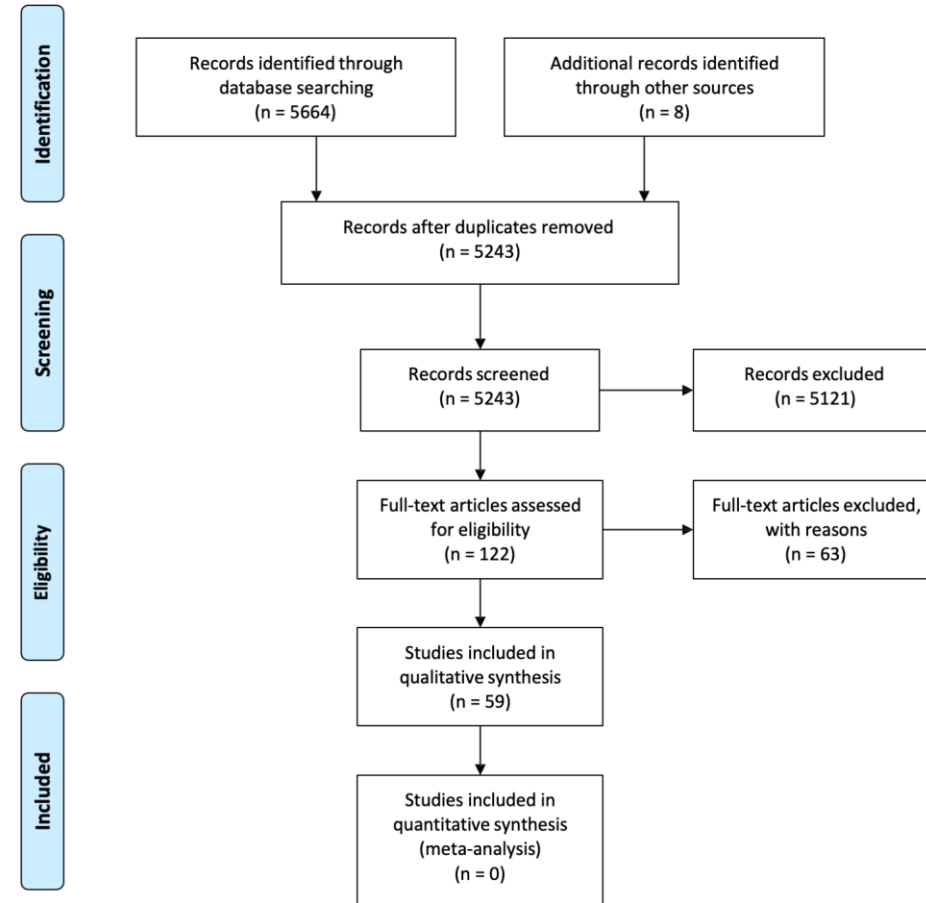 Identification
Records identified through
database searching
(n = 5664)
Additional records identified
through other sources
(n = 8)
Records after duplicates removed
(n = 5243)
Screening
Records screened
(n = 5243)
Records excluded
(n = 5121)
Eligibility
Full-text articles assessed
for eligibility
(n = 122)
Full-text articles excluded,
with reasons
(n = 63)
Studies included in
qualitative synthesis
(n = 59)
Included
Studies included in
quantitative synthesis
(meta-analysis)
(n = 0)